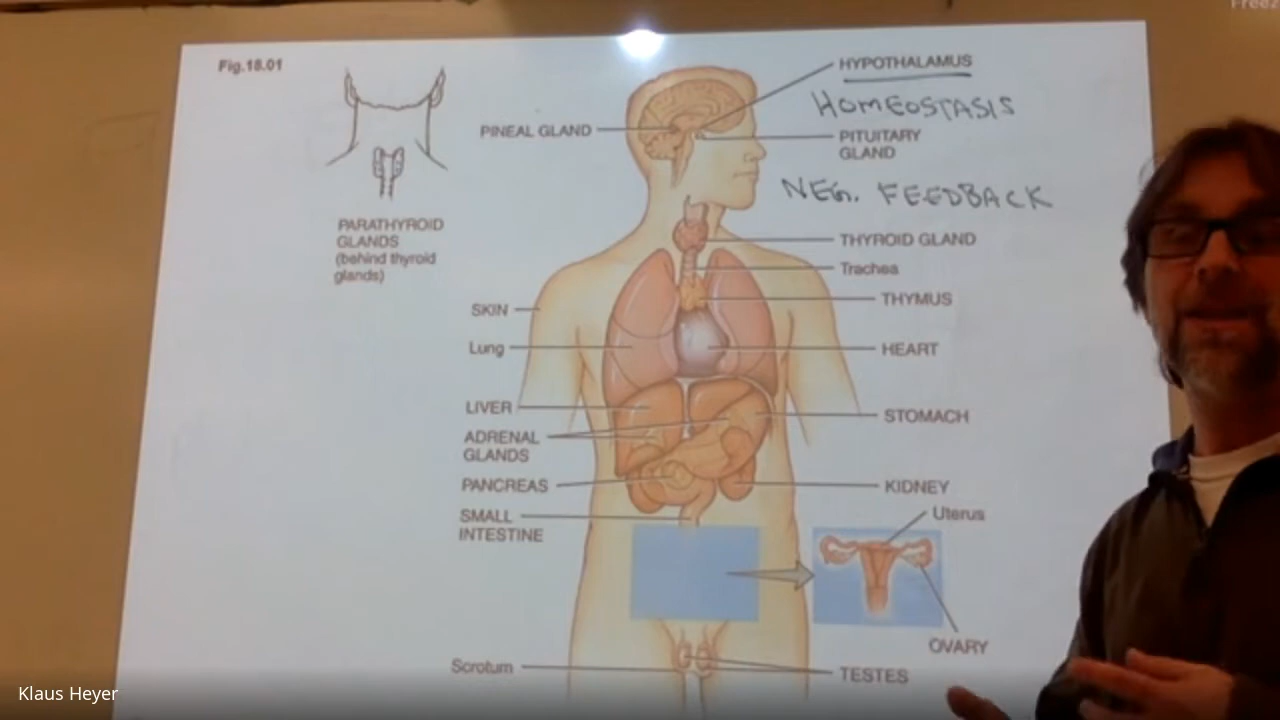 Freez
Fig.18.01
HYPOTHALAMUS
HOMEOSTASIS
PINEAL GLAND
PITUITARY
GLAND
NEG. FEEDBACK
PARATHYROID
GLANDS
(behind thyroid
glands)
THYROID GLAND
Trachea
THYMUS
SKIN
Lung
HEART
LIVER
STOMACH
ADRENAL
GLANDS
PANCREAS
KIDNEY
SMALL
INTESTINE
Uterus
OVARY
Scrotum
TESTES
Klaus Heyer